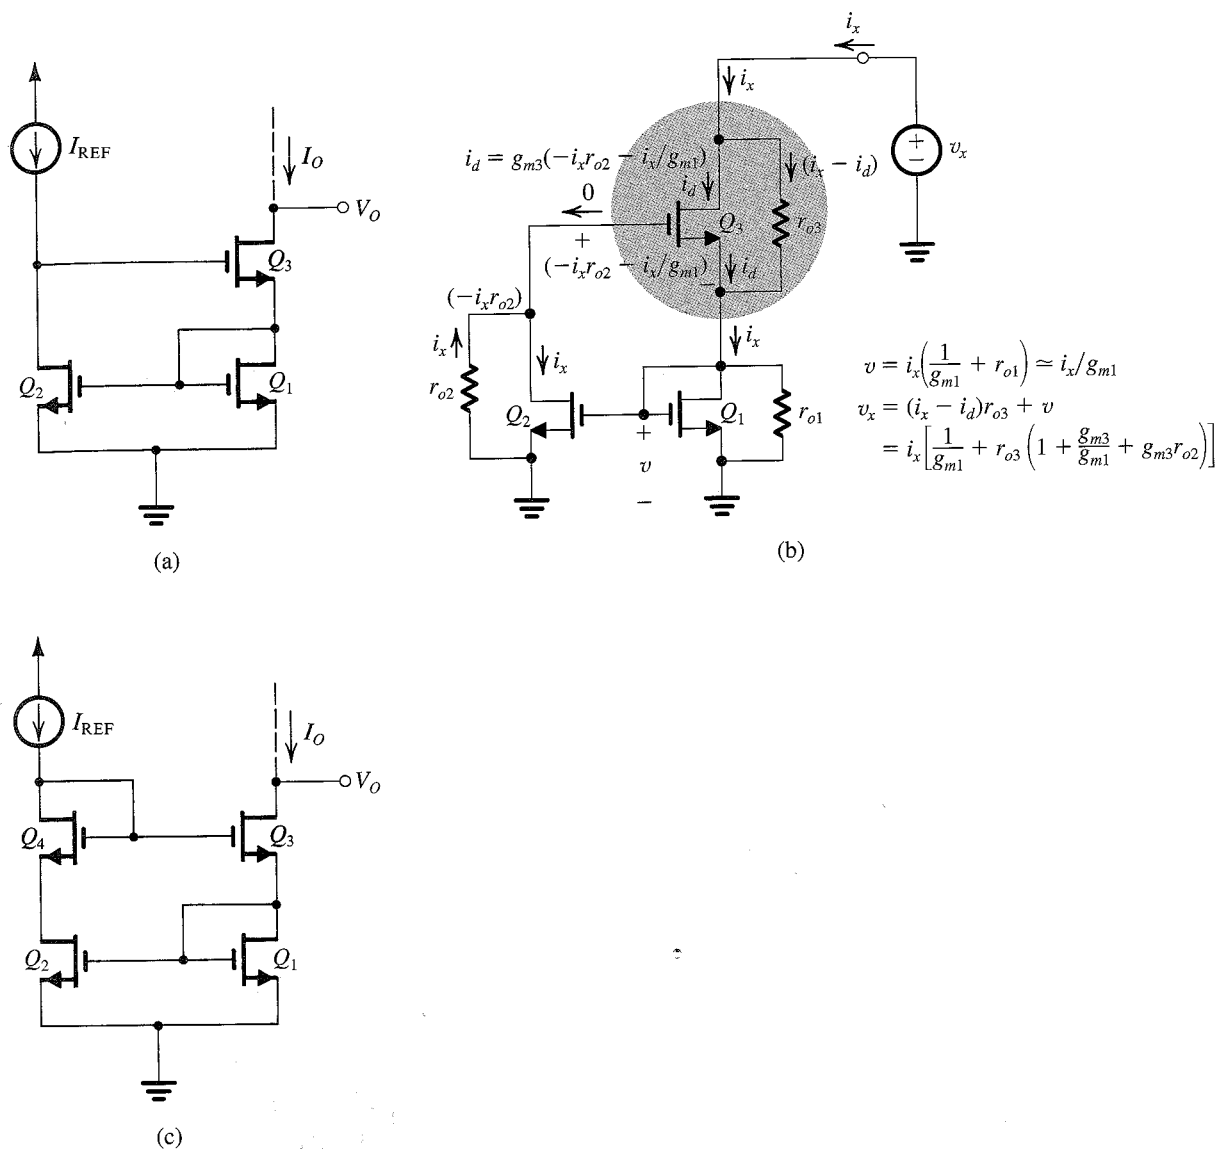 I_REF
I_O
V_O
Q_3
Q_2
Q_1
(a)
i_x
i_x
v_x
+
−
i_d = g_m3(−i_x r_o2 − i_x/g_m1)
i_d
(i_x − i_d)
0
Q_3
r_o3
+
(−i_x r_o2 − i_x/g_m1)
−
i_d
(−i_x r_o2)
i_x
i_x
i_x
r_o2
Q_2
Q_1
r_o1
+
v
−
v = i_x(1/g_m1 + r_o1) ≃ i_x/g_m1
v_x = (i_x − i_d)r_o3 + v
= i_x[1/g_m1 + r_o3(1 + g_m3/g_m1 + g_m3 r_o2)]
(b)
I_REF
I_O
V_O
Q_4
Q_3
Q_2
Q_1
(c)